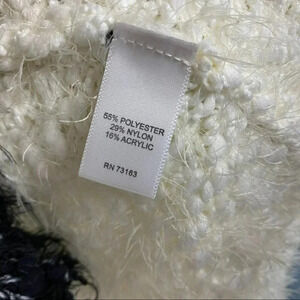 55% POLYESTER
29% NYLON
16% ACRYLIC
RN 73163